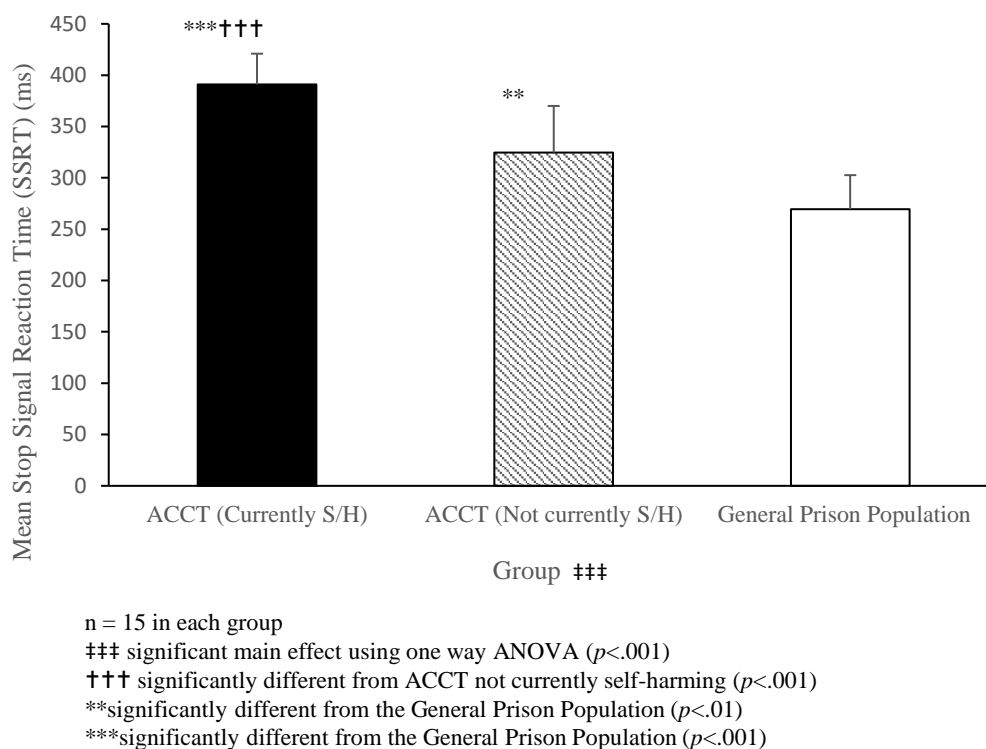 Mean Stop Signal Reaction Time (SSRT) (ms)
450
400
350
300
250
200
150
100
50
0
***†††
**
ACCT (Currently S/H)
ACCT (Not currently S/H)
General Prison Population
Group ‡‡‡
n = 15 in each group
‡‡‡ significant main effect using one way ANOVA (p<.001)
††† significantly different from ACCT not currently self-harming (p<.001)
**significantly different from the General Prison Population (p<.01)
***significantly different from the General Prison Population (p<.001)